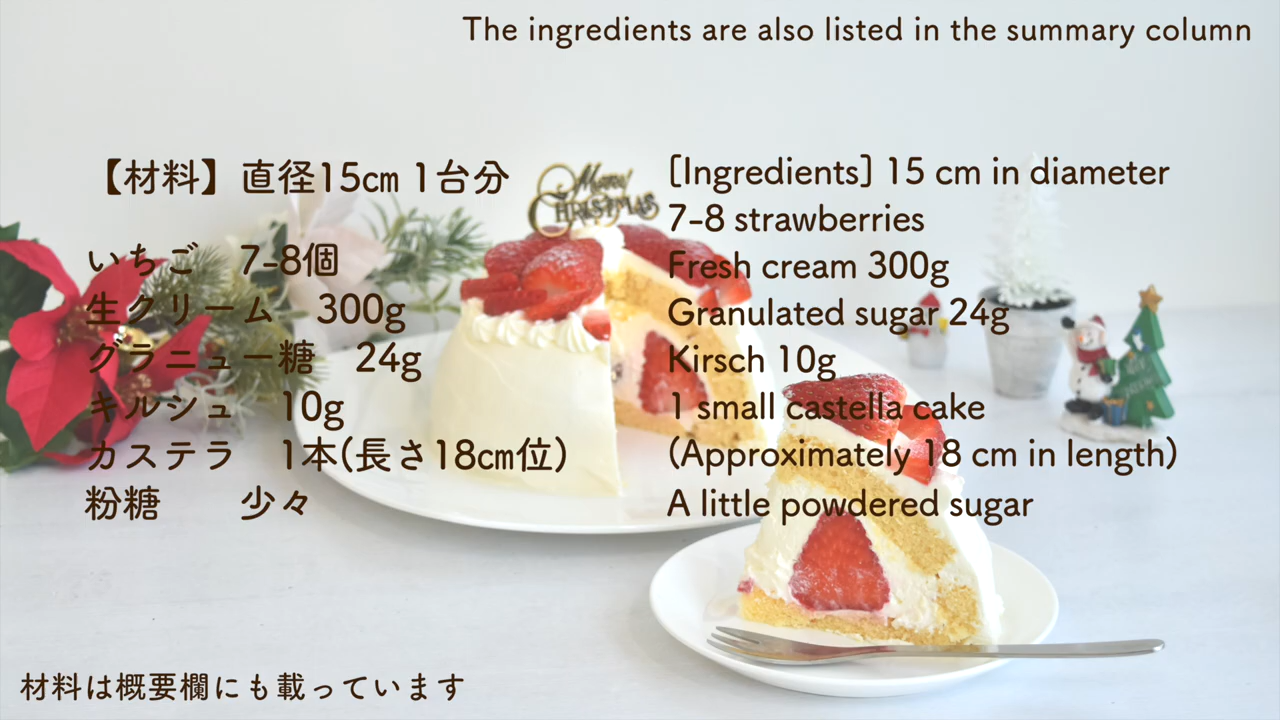 The ingredients are also listed in the summary column
【材料】直径15cm 1台分
いちご　7-8個
生クリーム　300g
グラニュー糖　24g
キルシュ　10g
カステラ　1本(長さ18cm位)
粉糖　　少々
Merry
Christmas
[Ingredients] 15 cm in diameter
7-8 strawberries
Fresh cream 300g
Granulated sugar 24g
Kirsch 10g
1 small castella cake
(Approximately 18 cm in length)
A little powdered sugar
材料は概要欄にも載っています